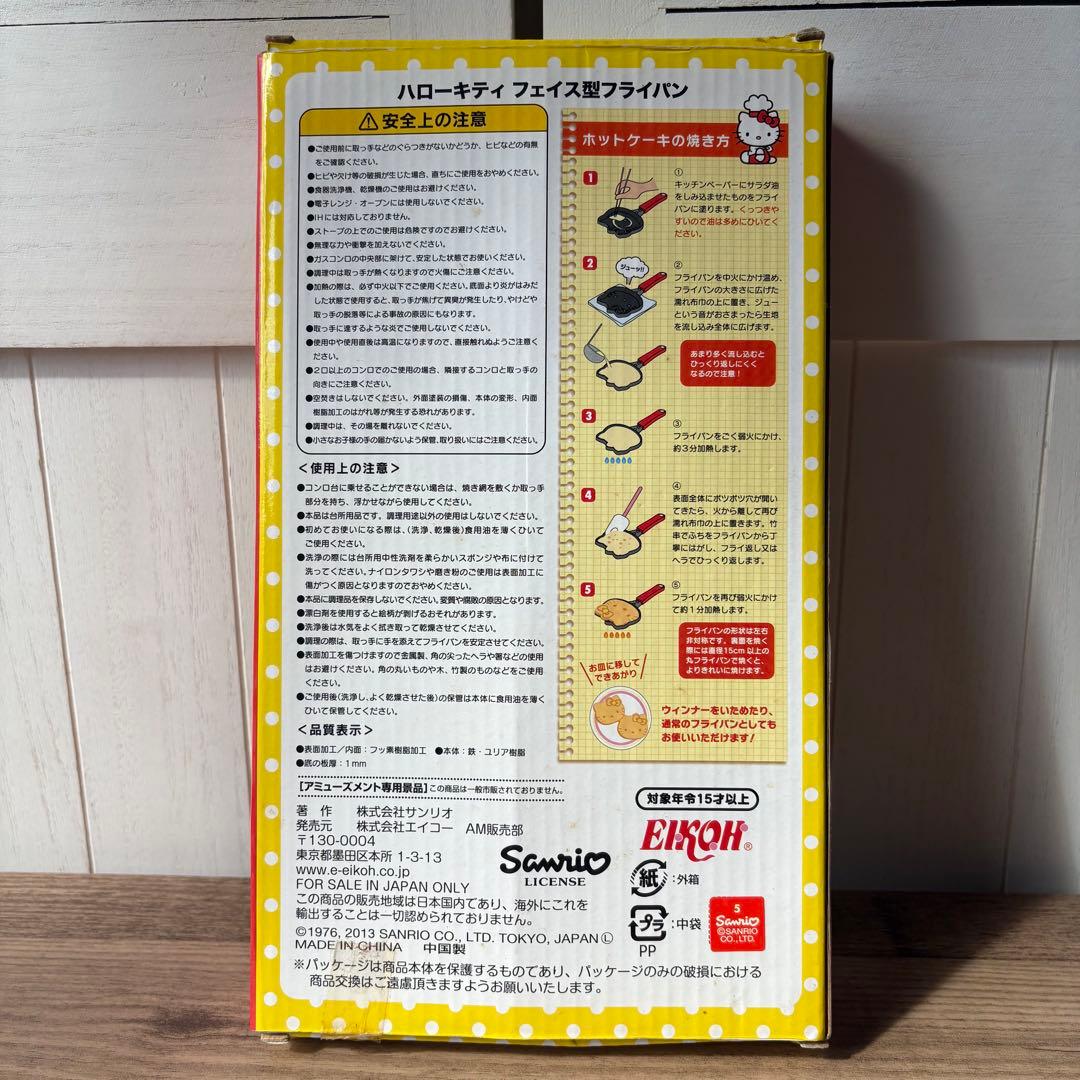 ハローキティ フェイス型フライパン
⚠安全上の注意
●ご使用前に取っ手などのぐらつきがないかどうか、ヒビなどの有無
をご確認ください。
●ヒビや欠け等の破損が生じた場合、直ちにご使用をおやめください。
●食器洗浄機、乾燥機のご使用はお避けください。
●電子レンジ・オーブンには使用しないでください。
●IHには対応しておりません。
●ストーブの上でのご使用は危険ですのでお避けください。
●無理な力や衝撃を加えないでください。
●ガスコンロの中央部に架けて、安定した状態でお使いください。
●調理中は取っ手が熱くなりますので火傷にご注意ください。
●加熱の際は、必ず中火以下でご使用ください。底面より炎がはみだ
した状態で使用すると、取っ手が焦げて異臭が発生したり、やけどや
取っ手の脱落等による事故の原因にもなります。
●取っ手に達するような炎でご使用しないでください。
●使用中や使用直後は高温になりますので、直接触れぬようご注意く
ださい。
●2口以上のコンロでのご使用の場合、隣接するコンロと取っ手の
向きにご注意ください。
●空焚きはしないでください。外面塗装の損傷、本体の変形、内面
樹脂加工のはがれ等が発生する恐れがあります。
●調理中は、その場を離れないでください。
●小さなお子様の手の届かないよう保管、取り扱いにはご注意ください。
＜使用上の注意＞
●コンロ台に乗せることができない場合は、焼き網を敷くか取っ手
部分を持ち、浮かせながら使用してください。
●本品は台所用品です。調理用途以外の使用はしないでください。
●初めてお使いになる際は、(洗浄、乾燥後)食用油を薄くひいて
ご使用ください。
●洗浄の際には台所用中性洗剤を柔らかいスポンジや布に付けて
洗ってください。ナイロンタワシや磨き粉のご使用は表面加工に
傷がつく原因となりますのでおやめください。
●本品に調理品を保存しないでください。変質や腐敗の原因となります。
●漂白剤を使用すると絵柄が剥げるおそれがあります。
●洗浄後は水気をよく拭き取って乾燥させてください。
●調理の際は、取っ手に手を添えてフライパンを安定させてください。
●表面加工を傷つけますので金属製、角の尖ったヘラや箸などの使用
はお避けください。角の丸いものや木、竹製のものなどをご使用
ください。
●ご使用後(洗浄し、よく乾燥させた後)の保管は本体に食用油を薄く
ひいて保管してください。
＜品質表示＞
●表面加工／内面：フッ素樹脂加工 ●本体：鉄・ユリア樹脂
●底の板厚：1mm
ホットケーキの焼き方
1
①
キッチンペーパーにサラダ油
をしみ込ませたものをフライ
パンに塗ります。くっつきや
すいので油は多めにひいてく
ださい。
2
ジューッ!!
②
フライパンを中火にかけ温め、
フライパンの大きさに広げた
濡れ布巾の上に置き、ジュー
という音がおさまったら生地
を流し込み全体に広げます。
あまり多く流し込むと
ひっくり返しにくく
なるので注意！
3
③
フライパンをごく弱火にかけ、
約3分加熱します。
4
④
表面全体にポツポツ穴が開い
てきたら、火から離して再び
濡れ布巾の上に置きます。竹
串でふちをフライパンから丁
寧にはがし、フライ返し又は
ヘラでひっくり返します。
5
⑤
フライパンを再び弱火にかけ
て約1分加熱します。
フライパンの形状は左右
非対称です。裏面を焼く
際には直径15cm以上の
丸フライパンで焼くと、
よりきれいに焼けます。
お皿に移して
できあがり
ウィンナーをいためたり、
通常のフライパンとしても
お使いいただけます！
[アミューズメント専用景品]この商品は一般市販されておりません。
著 作 株式会社サンリオ
発売元 株式会社エイコー AM販売部
〒130-0004
東京都墨田区本所 1-3-13
www.e-eikoh.co.jp
FOR SALE IN JAPAN ONLY
この商品の販売地域は日本国内であり、海外にこれを
輸出することは一切認められておりません。
©1976, 2013 SANRIO CO., LTD. TOKYO, JAPAN Ⓛ
MADE IN CHINA 中国製
※パッケージは商品本体を保護するものであり、パッケージのみの破損における
商品交換はご遠慮頂きますようお願いいたします。
Sanrio
LICENSE
対象年令15才以上
EIKOH®
紙：外箱
プラ：中袋
PP
5
Sanrio
©SANRIO
CO., LTD.